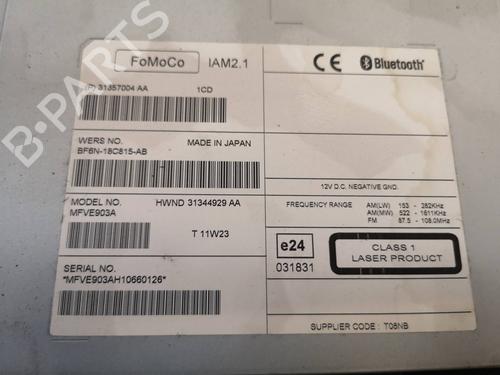 FoMoCo IAM2.1
(P) 31357004 AA 1CD
WERS NO. MADE IN JAPAN
BF6N-18C815-AB
MODEL NO. HWND 31344929 AA
MFVE903A
T 11W23
SERIAL NO.
*MFVE903AH10660126*
CE Bluetooth®
12V D.C. NEGATIVE GND.
FREQUENCY RANGE AM(LW) 153 - 282KHz
AM(MW) 522 - 1611KHz
FM 87.5 - 108.0MHz
e24
031831
CLASS 1
LASER PRODUCT
SUPPLIER CODE : T08NB
B-PARTS